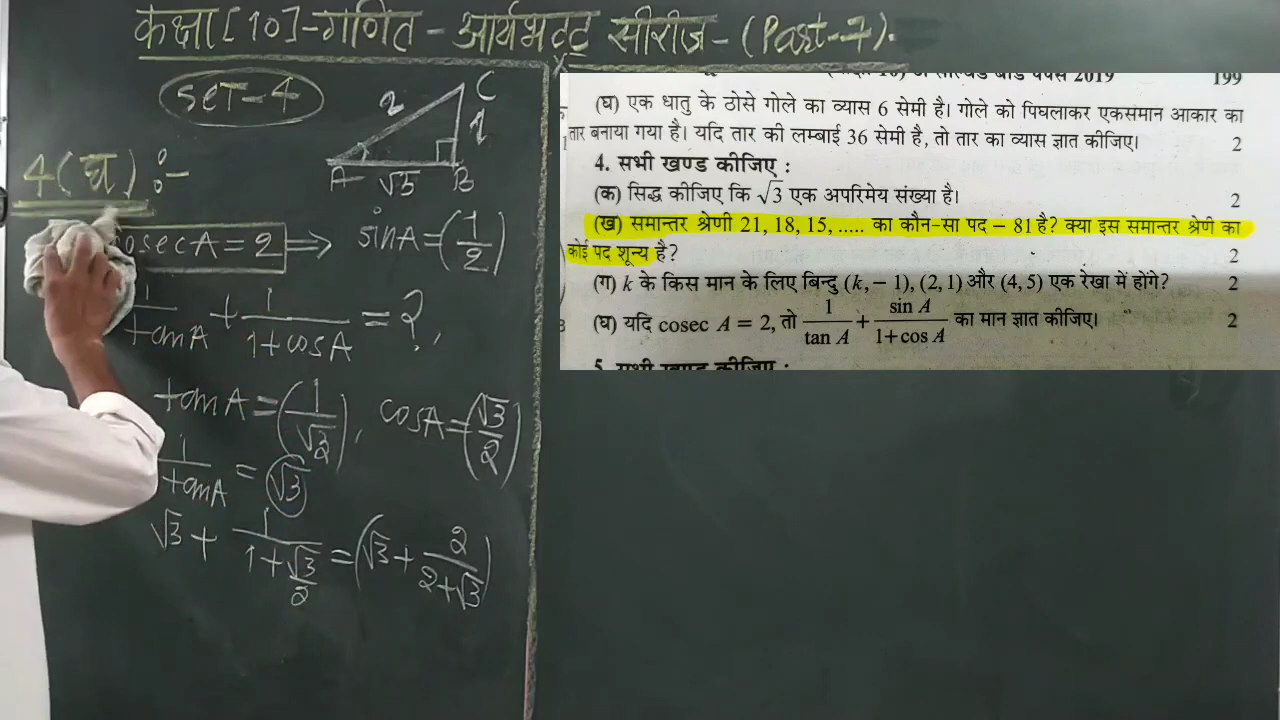 कक्षा [10]-गणित - आर्यभट्ट सीरीज - (Part-7).
SET-4
2
C
1
A
√3
B
4(घ) :-
cosecA = 2 ⇒ sinA = (1/2)
1/tanA + 1/(1+cosA) = ?,
tanA = (1/√3), cosA = (√3/2)
1/tanA = √3
√3 + 1/(1+√3/2) = (√3 + 2/(2+√3))
2019 199
(घ) एक धातु के ठोसे गोले का व्यास 6 सेमी है। गोले को पिघलाकर एकसमान आकार का
तार बनाया गया है। यदि तार की लम्बाई 36 सेमी है, तो तार का व्यास ज्ञात कीजिए। 2
4. सभी खण्ड कीजिए :
(क) सिद्ध कीजिए कि √3 एक अपरिमेय संख्या है। 2
(ख) समान्तर श्रेणी 21, 18, 15, ..... का कौन-सा पद – 81 है? क्या इस समान्तर श्रेणी का
कोई पद शून्य है? 2
(ग) k के किस मान के लिए बिन्दु (k, – 1), (2, 1) और (4, 5) एक रेखा में होंगे? 2
(घ) यदि cosec A = 2, तो 1/tan A + sin A/(1+cos A) का मान ज्ञात कीजिए। 2
5. सभी खण्ड कीजिए :